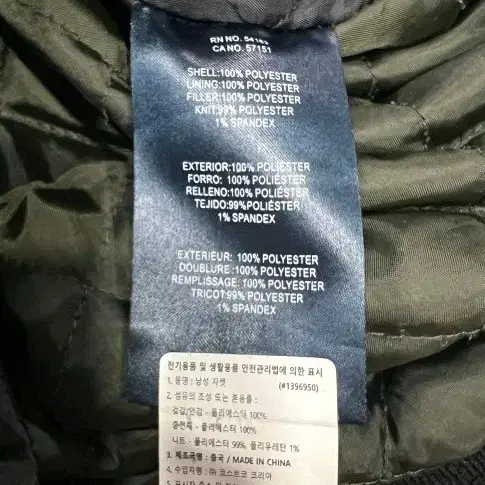 RN NO. 54163
CA NO. 57151
SHELL:100% POLYESTER
LINING:100% POLYESTER
FILLER:100% POLYESTER
KNIT:99% POLYESTER
1% SPANDEX
EXTERIOR:100% POLIÉSTER
FORRO: 100% POLIÉSTER
RELLENO:100% POLIÉSTER
TEJIDO:99%POLIÉSTER
1% SPANDEX
EXTERIEUR: 100% POLYESTER
DOUBLURE: 100% POLYESTER
REMPLISSAGE: 100% POLYESTER
TRICOT:99% POLYESTER
1% SPANDEX
전기용품 및 생활용품 안전관리법에 의한 표시
1. 품명 : 남성 자켓 (#1396950)
2. 섬유의 조성 또는 혼용률 :
겉감/안감 - 폴리에스터 100%
충전재 - 폴리에스터 100%
니트 - 폴리에스터 99%, 폴리우레탄 1%
3. 제조국명 : 중국 / MADE IN CHINA
4. 수입자명 : ㈜ 코스트코 코리아